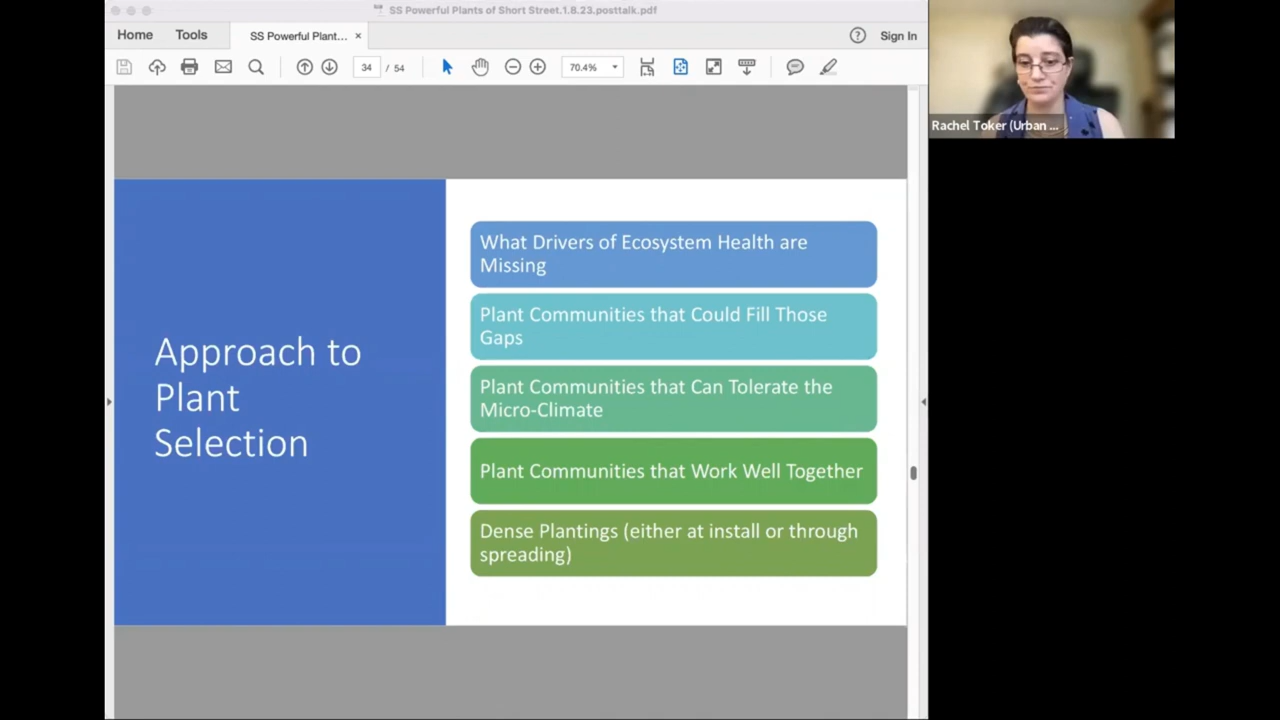 SS Powerful Plants of Short Street.1.8.23.posttalk.pdf
Home Tools SS Powerful Plant... × ? Sign In
34 / 54 70.4%
Rachel Toker (Urban ...
Approach to
Plant
Selection
What Drivers of Ecosystem Health are
Missing
Plant Communities that Could Fill Those
Gaps
Plant Communities that Can Tolerate the
Micro-Climate
Plant Communities that Work Well Together
Dense Plantings (either at install or through
spreading)